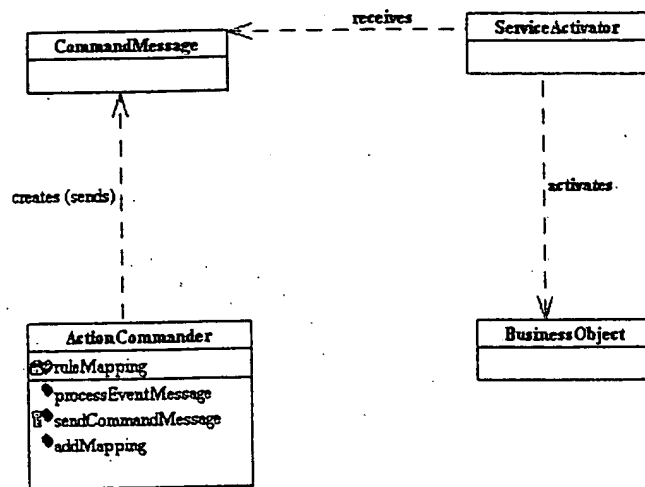 receives
CommandMessage
ServiceActivator
creates (sends)
activates
ActionCommander
ruleMapping
processEventMessage
sendCommandMessage
addMapping
BusinessObject